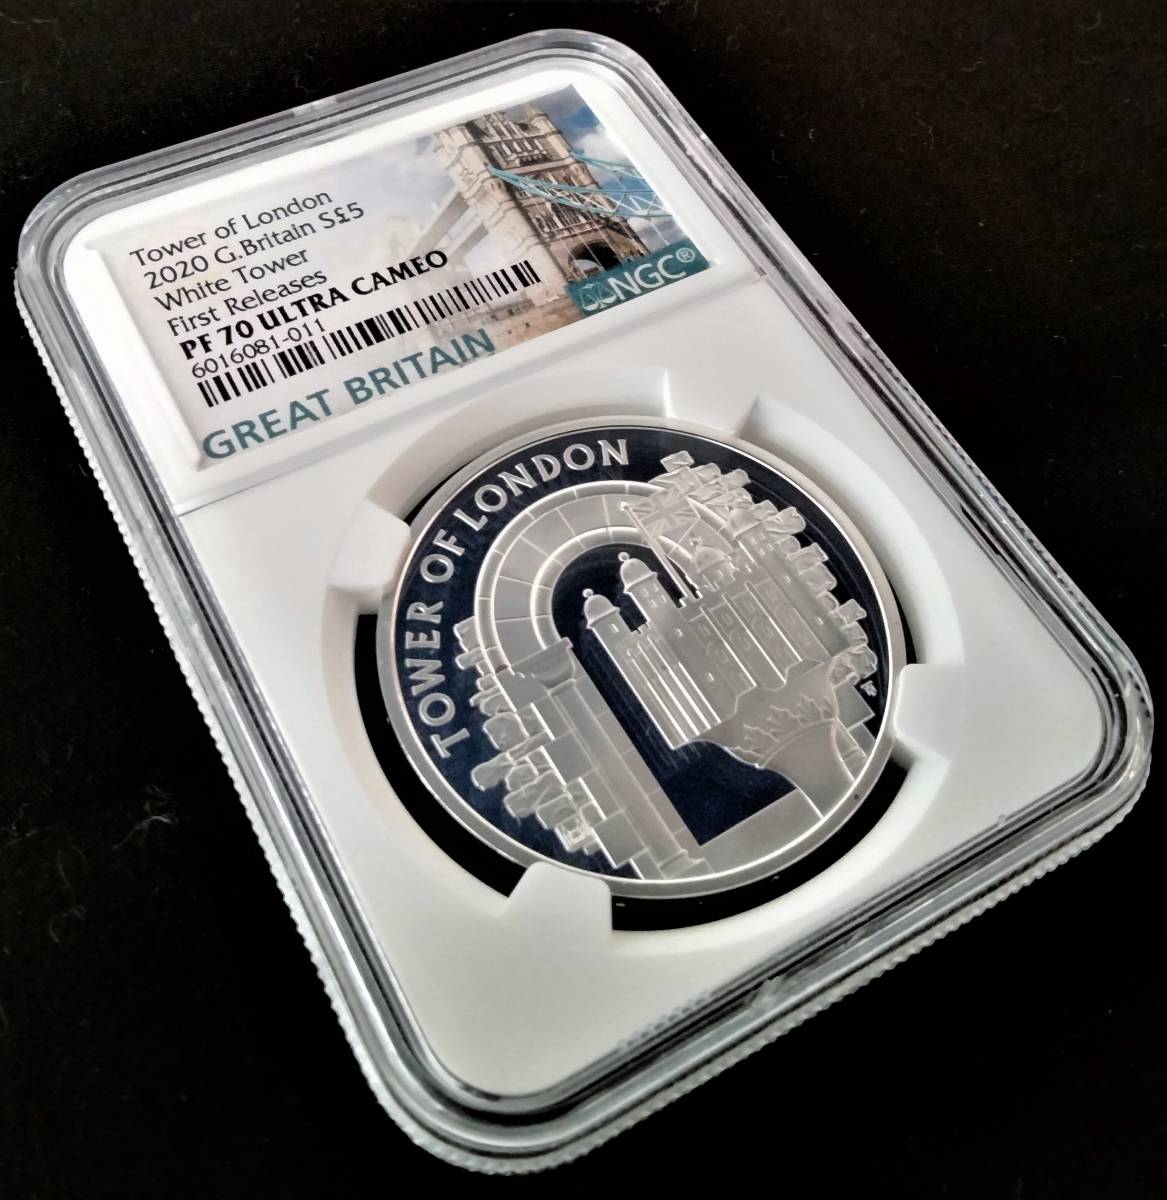 Tower of London
2020 G.Britain S£5
White Tower
First Releases
PF 70 ULTRA CAMEO
6016081-011
GREAT BRITAIN
NGC®
TOWER OF LONDON